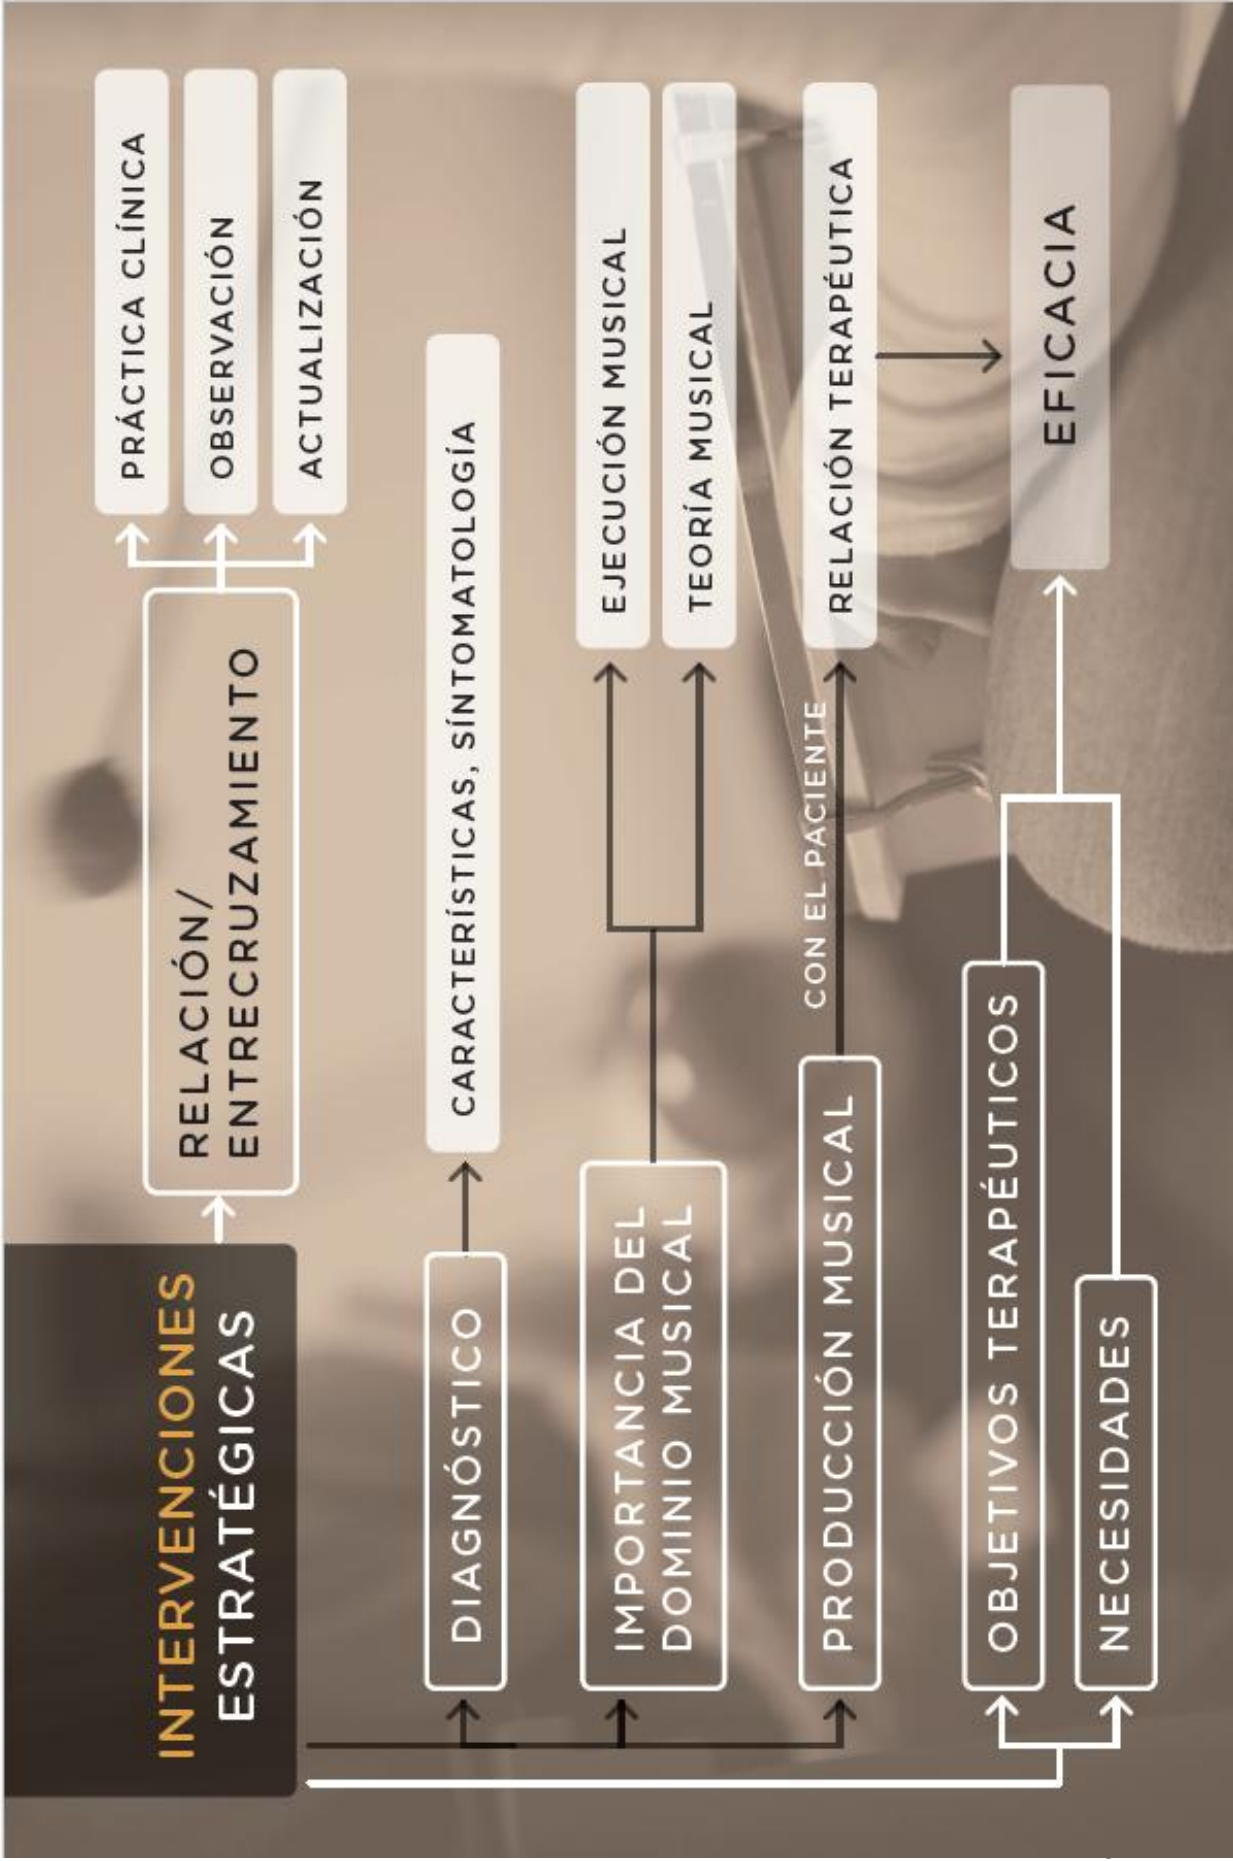 INTERVENCIONES
ESTRATÉGICAS
RELACIÓN/
ENTRECRUZAMIENTO
PRÁCTICA CLÍNICA
OBSERVACIÓN
ACTUALIZACIÓN
DIAGNÓSTICO
CARACTERÍSTICAS, SÍNTOMATOLOGÍA
IMPORTANCIA DEL
DOMINIO MUSICAL
EJECUCIÓN MUSICAL
TEORÍA MUSICAL
PRODUCCIÓN MUSICAL
CON EL PACIENTE
RELACIÓN TERAPÉUTICA
OBJETIVOS TERAPÉUTICOS
NECESIDADES
EFICACIA